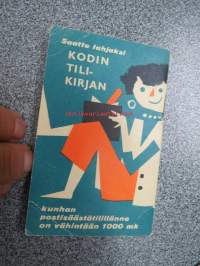 Saatte lahjaksi
KODIN
TILI-
KIRJAN
kunhan
postisäästötilillänne
on vähintään 1000 mk